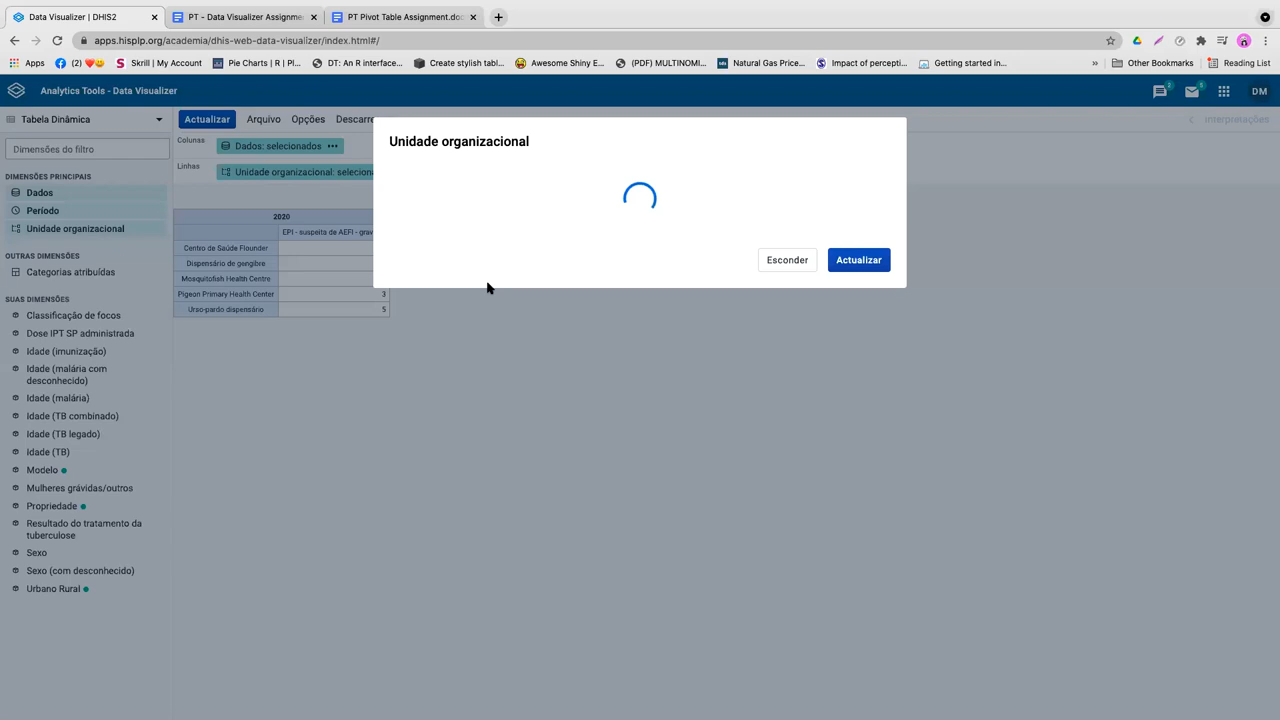 Data Visualizer | DHIS2
PT - Data Visualizer Assignme
PT Pivot Table Assignment.doc
apps.hisplp.org/academia/dhis-web-data-visualizer/index.html#/
Apps
(2)
Skrill | My Account
Pie Charts | R | Pl...
DT: An R interface...
Create stylish tabl...
Awesome Shiny E...
(PDF) MULTINOMI...
Natural Gas Price...
Impact of percepti...
Getting started in...
»
Other Bookmarks
Reading List
Analytics Tools - Data Visualizer
2
5
DM
Tabela Dinâmica
Actualizar
Arquivo
Opções
Descarre
Interpretações
Dimensões do filtro
Colunas
Dados: selecionados
Linhas
Unidade organizacional: selecion
DIMENSÕES PRINCIPAIS
Dados
Período
Unidade organizacional
OUTRAS DIMENSÕES
Categorias atribuídas
SUAS DIMENSÕES
Classificação de focos
Dose IPT SP administrada
Idade (imunização)
Idade (malária com
desconhecido)
Idade (malária)
Idade (TB combinado)
Idade (TB legado)
Idade (TB)
Modelo
Mulheres grávidas/outros
Propriedade
Resultado do tratamento da
tuberculose
Sexo
Sexo (com desconhecido)
Urbano Rural
2020
EPI - suspeita de AEFI - grav
Centro de Saúde Flounder
Dispensário de gengibre
Mosquitofish Health Centre
Pigeon Primary Health Center 3
Urso-pardo dispensário 5
Unidade organizacional
Esconder
Actualizar